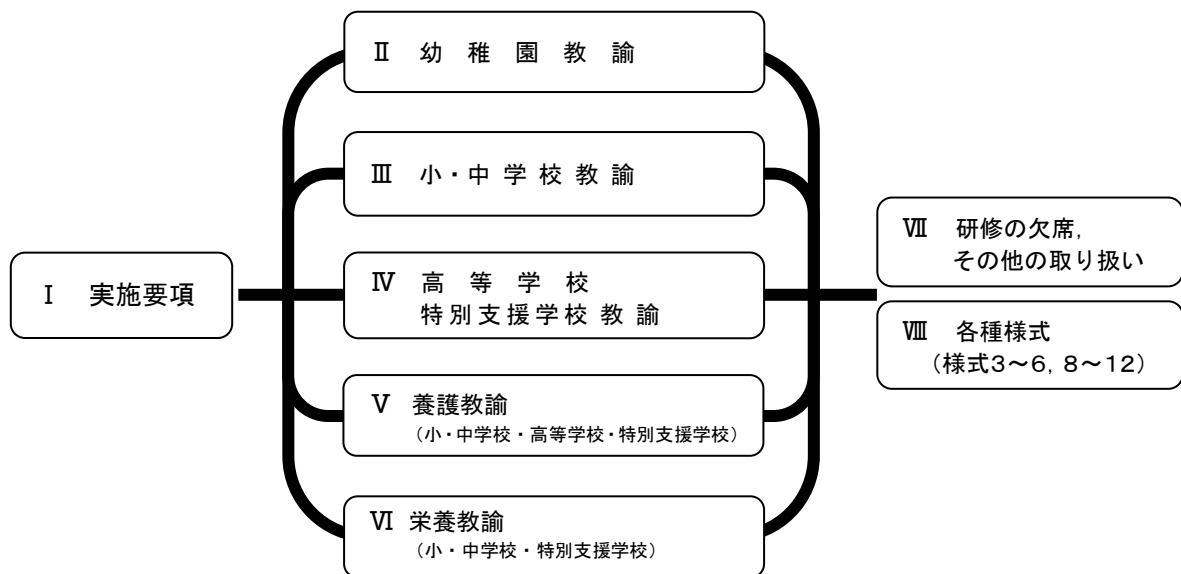 Ⅰ 実施要項
Ⅱ 幼稚園教諭
Ⅲ 小・中学校教諭
Ⅳ 高等学校
特別支援学校教諭
Ⅴ 養護教諭
（小・中学校・高等学校・特別支援学校）
Ⅵ 栄養教諭
（小・中学校・特別支援学校）
Ⅶ 研修の欠席，
その他の取り扱い
Ⅷ 各種様式
（様式３～６，８～１２）